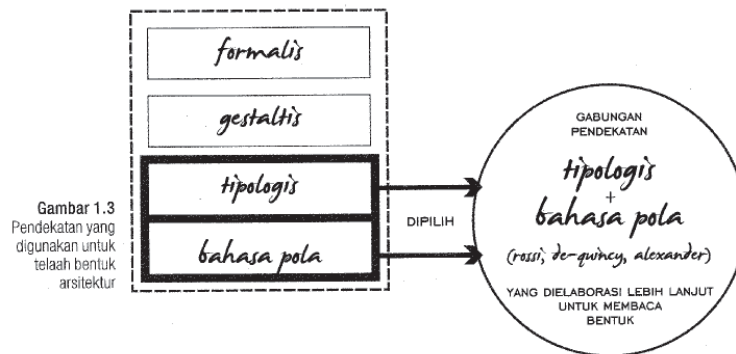 formalis
gestaltis
tipologis
bahasa pola
Gambar 1.3
Pendekatan yang
digunakan untuk
telaah bentuk
arsitektur
DIPILIH
GABUNGAN
PENDEKATAN
tipologis
+
bahasa pola
(rossi, de-quincy, alexander)
YANG DIELABORASI LEBIH LANJUT
UNTUK MEMBACA
BENTUK